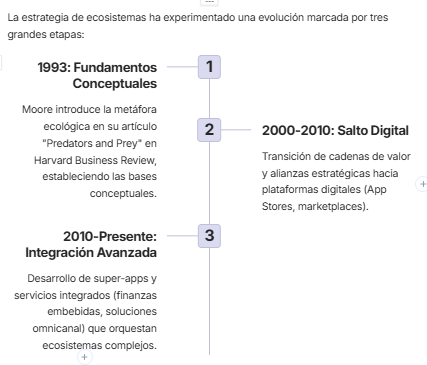 La estrategia de ecosistemas ha experimentado una evolución marcada por tres
grandes etapas:
1993: Fundamentos
Conceptuales
1
Moore introduce la metáfora
ecológica en su artículo
"Predators and Prey" en
Harvard Business Review,
estableciendo las bases
conceptuales.
2
2000-2010: Salto Digital
Transición de cadenas de valor
y alianzas estratégicas hacia
plataformas digitales (App
Stores, marketplaces).
2010-Presente:
Integración Avanzada
3
Desarrollo de super-apps y
servicios integrados (finanzas
embebidas, soluciones
omnicanal) que orquestan
ecosistemas complejos.